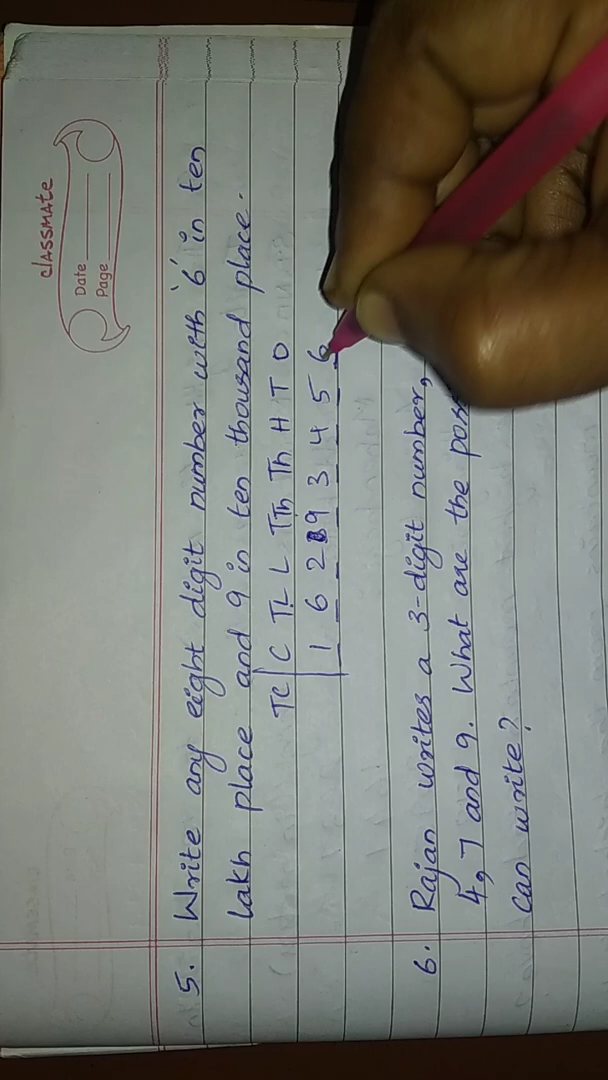 classmate
Date
Page
5. Write any eight digit number with '6' in ten
lakh place and 9 in ten thousand place.
TC C TL L TTh Th H T O
1 6 2 9 3 4 5 6
6. Rajan writes a 3-digit number,
4, 7 and 9. What are the
can write?